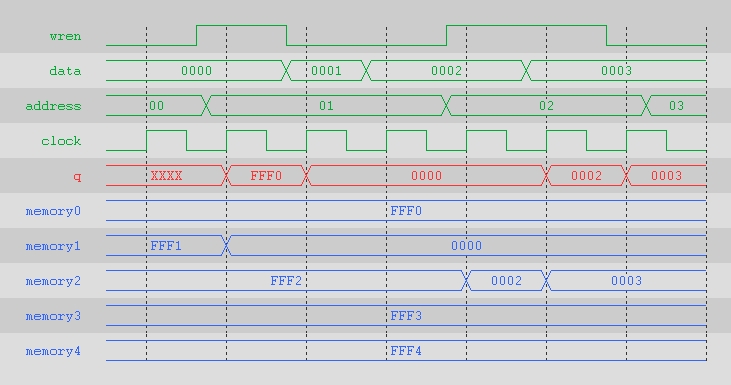 wren
data 0000 0001 0002 0003
address 00 01 02 03
clock
q XXXX FFF0 0000 0002 0003
memory0 FFF0
memory1 FFF1 0000
memory2 FFF2 0002 0003
memory3 FFF3
memory4 FFF4